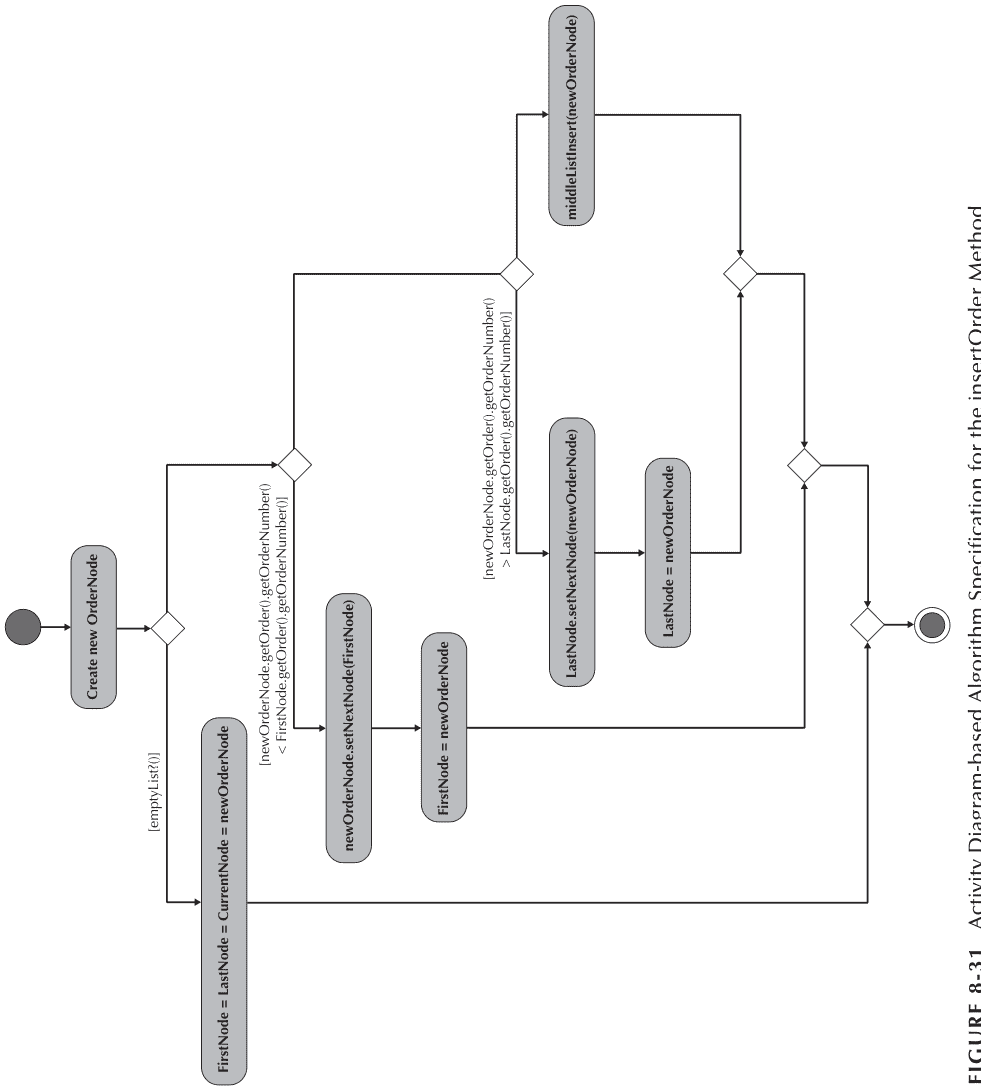 Create new OrderNode
[emptyList?()]
FirstNode = LastNode = CurrentNode = newOrderNode
[newOrderNode.getOrder().getOrderNumber()
< FirstNode.getOrder().getOrderNumber()]
newOrderNode.setNextNode(FirstNode)
FirstNode = newOrderNode
[newOrderNode.getOrder().getOrderNumber()
> LastNode.getOrder().getOrderNumber()]
LastNode.setNextNode(newOrderNode)
LastNode = newOrderNode
middleListInsert(newOrderNode)
FIGURE 8-31 Activity Diagram-based Algorithm Specification for the insertOrder Method